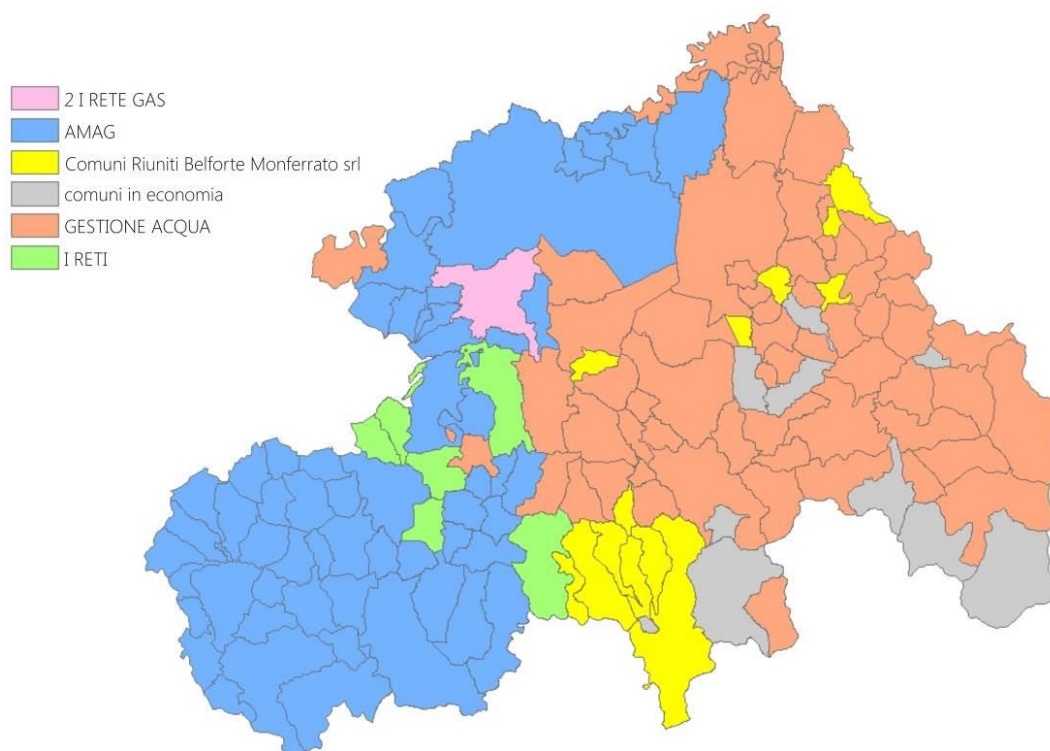 2 I RETE GAS
AMAG
Comuni Riuniti Belforte Monferrato srl
comuni in economia
GESTIONE ACQUA
I RETI